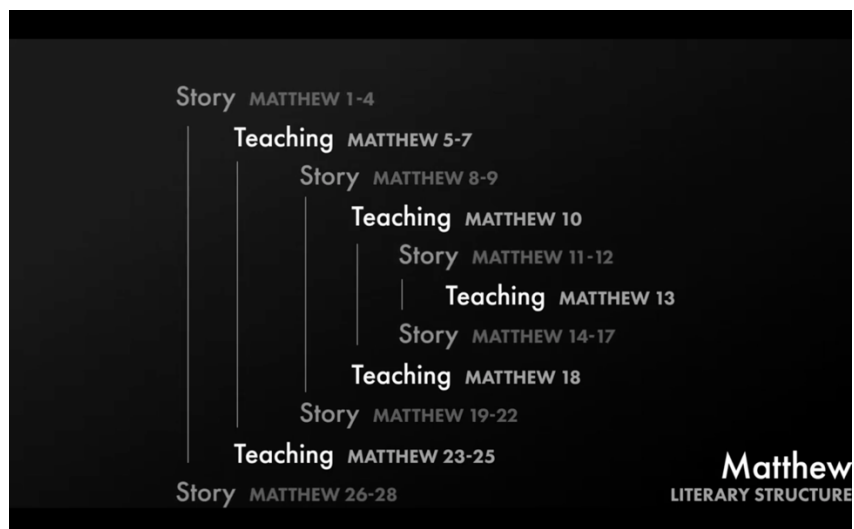 Story MATTHEW 1-4
Teaching MATTHEW 5-7
Story MATTHEW 8-9
Teaching MATTHEW 10
Story MATTHEW 11-12
Teaching MATTHEW 13
Story MATTHEW 14-17
Teaching MATTHEW 18
Story MATTHEW 19-22
Teaching MATTHEW 23-25
Story MATTHEW 26-28
Matthew
LITERARY STRUCTURE